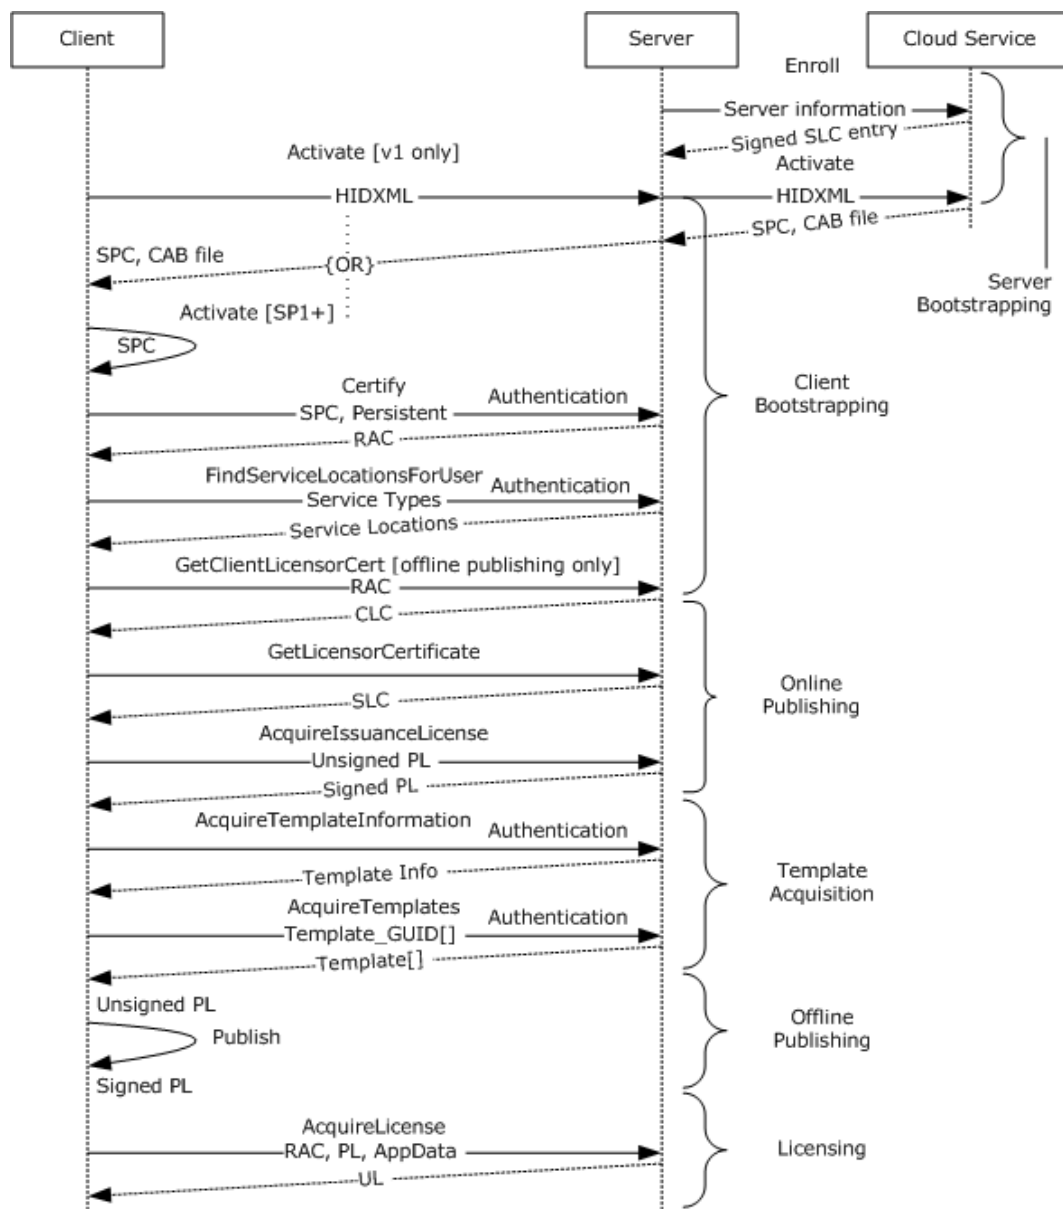 Client
Server
Cloud Service
Enroll
Server information
Signed SLC entry
Activate [v1 only]
Activate
HIDXML
HIDXML
SPC, CAB file
SPC, CAB file
{OR}
Server
Bootstrapping
Activate [SP1+]
SPC
Client
Bootstrapping
Certify
Authentication
SPC, Persistent
RAC
FindServiceLocationsForUser
Authentication
Service Types
Service Locations
GetClientLicensorCert [offline publishing only]
RAC
CLC
GetLicensorCertificate
SLC
Online
Publishing
AcquireIssuanceLicense
Unsigned PL
Signed PL
AcquireTemplateInformation
Authentication
Template Info
Template
Acquisition
AcquireTemplates
Authentication
Template_GUID[]
Template[]
Unsigned PL
Publish
Signed PL
Offline
Publishing
AcquireLicense
RAC, PL, AppData
UL
Licensing